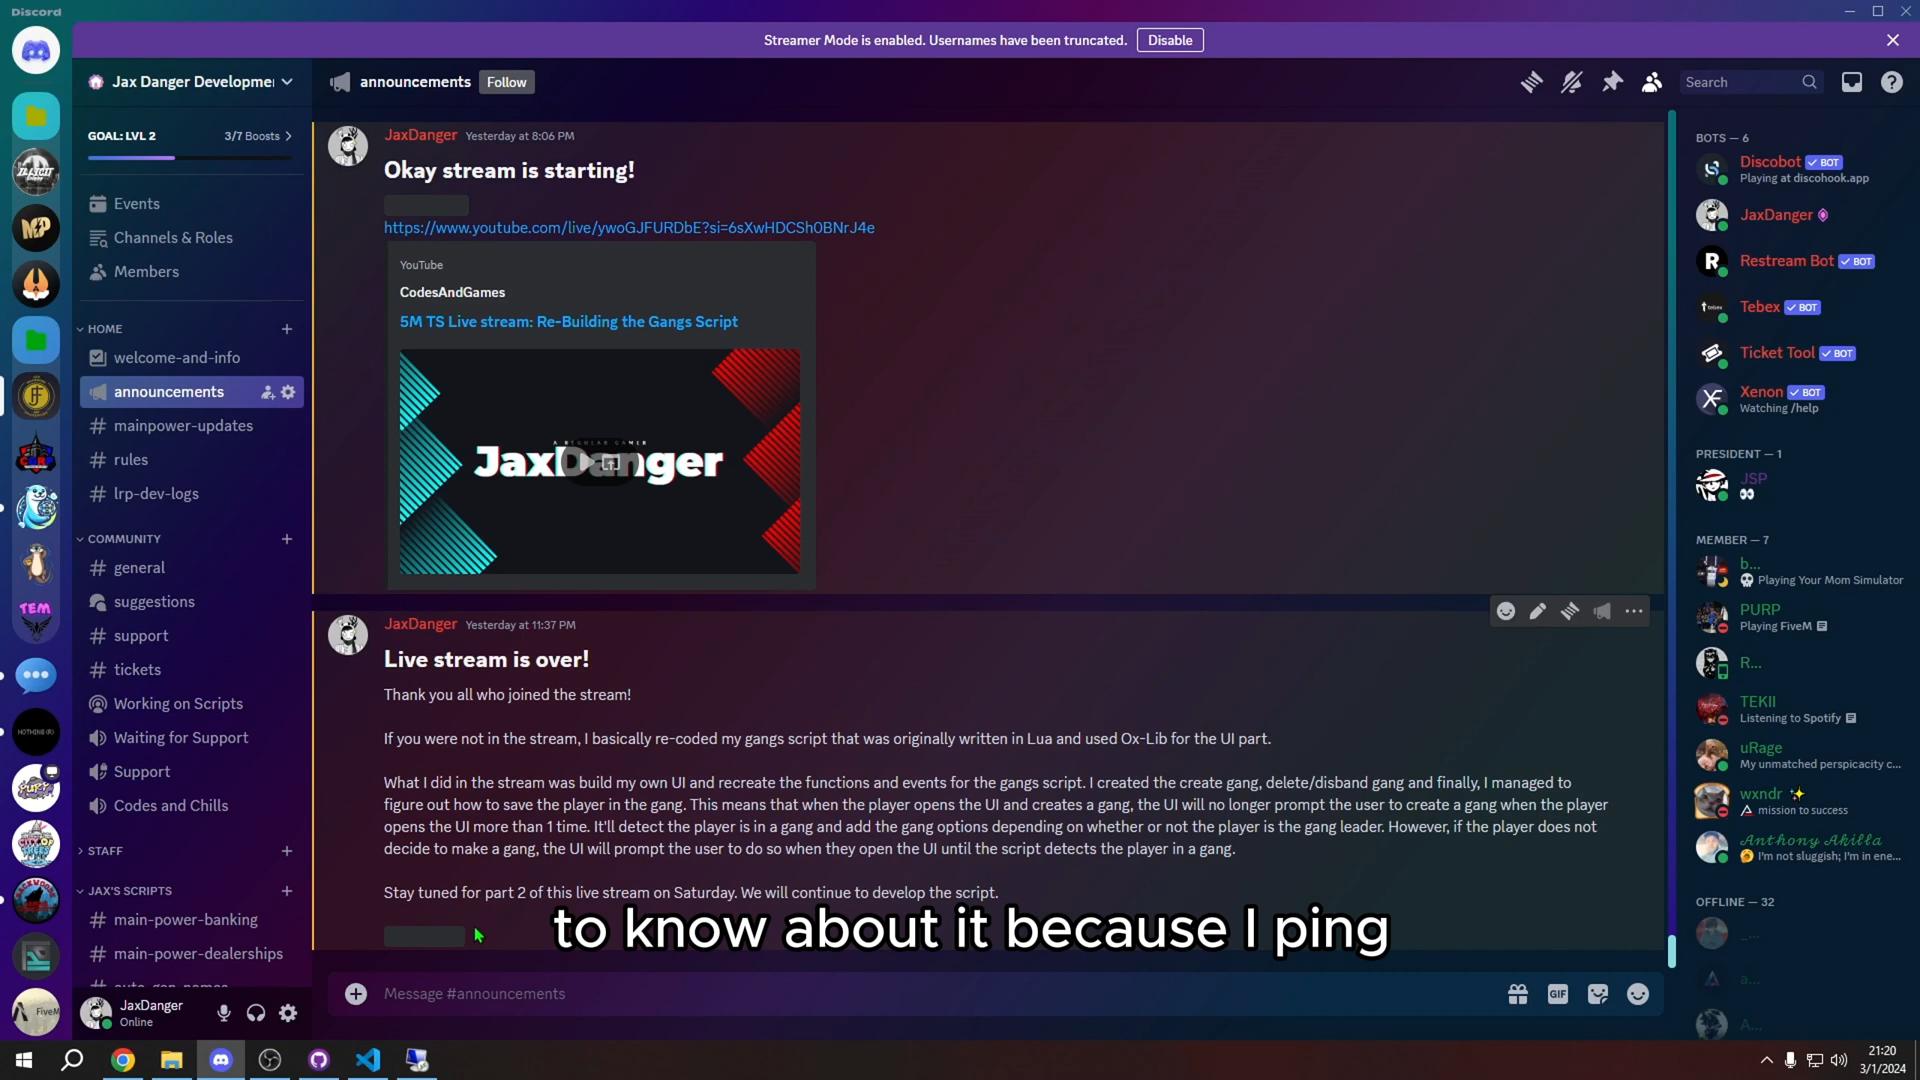 Discord
Streamer Mode is enabled. Usernames have been truncated.
Disable
Jax Danger Developmer
announcements
Follow
Search
GOAL: LVL 2
3/7 Boosts
Events
Channels & Roles
Members
HOME
welcome-and-info
announcements
mainpower-updates
rules
lrp-dev-logs
COMMUNITY
general
suggestions
support
tickets
Working on Scripts
Waiting for Support
Support
Codes and Chills
STAFF
JAX'S SCRIPTS
main-power-banking
main-power-dealerships
JaxDanger
Online
JaxDanger Yesterday at 8:06 PM
Okay stream is starting!
https://www.youtube.com/live/ywoGJFURDbE?si=6sXwHDCSh0BNrJ4e
YouTube
CodesAndGames
5M TS Live stream: Re-Building the Gangs Script
A REGULAR GAMER
JaxDanger
JaxDanger Yesterday at 11:37 PM
Live stream is over!
Thank you all who joined the stream!
If you were not in the stream, I basically re-coded my gangs script that was originally written in Lua and used Ox-Lib for the UI part.
What I did in the stream was build my own UI and recreate the functions and events for the gangs script. I created the create gang, delete/disband gang and finally, I managed to
figure out how to save the player in the gang. This means that when the player opens the UI and creates a gang, the UI will no longer prompt the user to create a gang when the player
opens the UI more than 1 time. It'll detect the player is in a gang and add the gang options depending on whether or not the player is the gang leader. However, if the player does not
decide to make a gang, the UI will prompt the user to do so when they open the UI until the script detects the player in a gang.
Stay tuned for part 2 of this live stream on Saturday. We will continue to develop the script.
to know about it because I ping
Message #announcements
GIF
BOTS — 6
Discobot BOT
Playing at discohook.app
JaxDanger
Restream Bot BOT
Tebex BOT
Ticket Tool BOT
Xenon BOT
Watching /help
PRESIDENT — 1
JSP
MEMBER — 7
b...
Playing Your Mom Simulator
PURP
Playing FiveM
R...
TEKII
Listening to Spotify
uRage
My unmatched perspicacity c...
wxndr
mission to success
Anthony Akilla
I'm not sluggish; I'm in ene...
OFFLINE — 32
_...
a...
A...
TEM
FiveM
21:20
3/1/2024